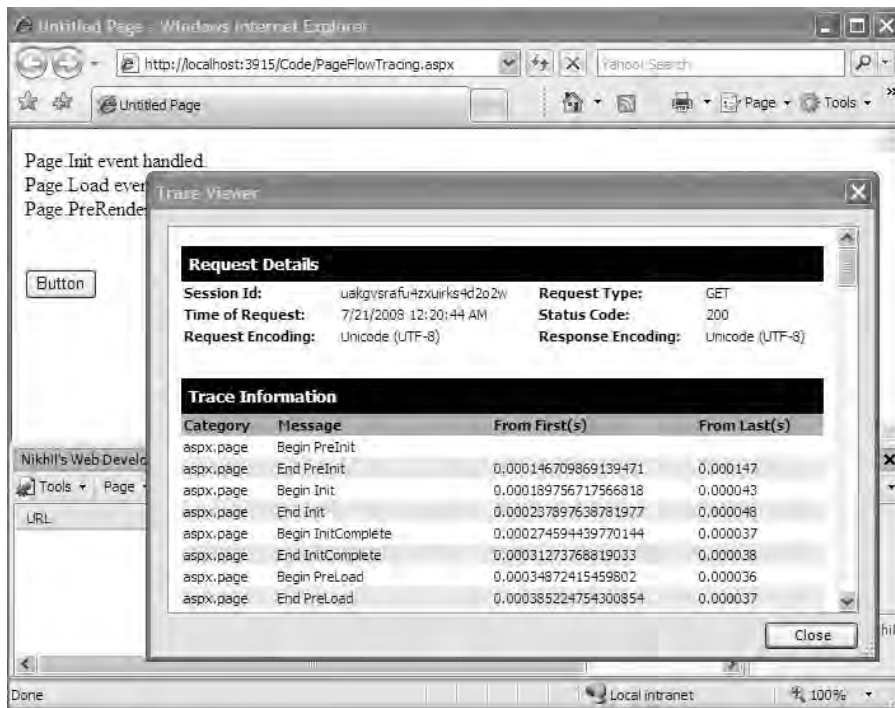 Untitled Page - Windows Internet Explorer
http://localhost:3915/Code/PageFlowTracing.aspx
Yahoo! Search
Untitled Page
Page
Tools
Page.Init event handled.
Page.Load even
Page.PreRende
Button
Trace Viewer
Request Details
Session Id: uakgvsrafu4zxuirks4d2o2w Request Type: GET
Time of Request: 7/21/2008 12:20:44 AM Status Code: 200
Request Encoding: Unicode (UTF-8) Response Encoding: Unicode (UTF-8)
Trace Information
Category Message From First(s) From Last(s)
aspx.page Begin PreInit
aspx.page End PreInit 0.000146709869139471 0.000147
aspx.page Begin Init 0.000189756717566818 0.000043
aspx.page End Init 0.000237897638781977 0.000048
aspx.page Begin InitComplete 0.000274594439770144 0.000037
aspx.page End InitComplete 0.00031273768819033 0.000038
aspx.page Begin PreLoad 0.00034872415459802 0.000036
aspx.page End PreLoad 0.000385224754300854 0.000037
Close
Nikhil's Web Develo
Tools Page
URL
Done
Local intranet
100%